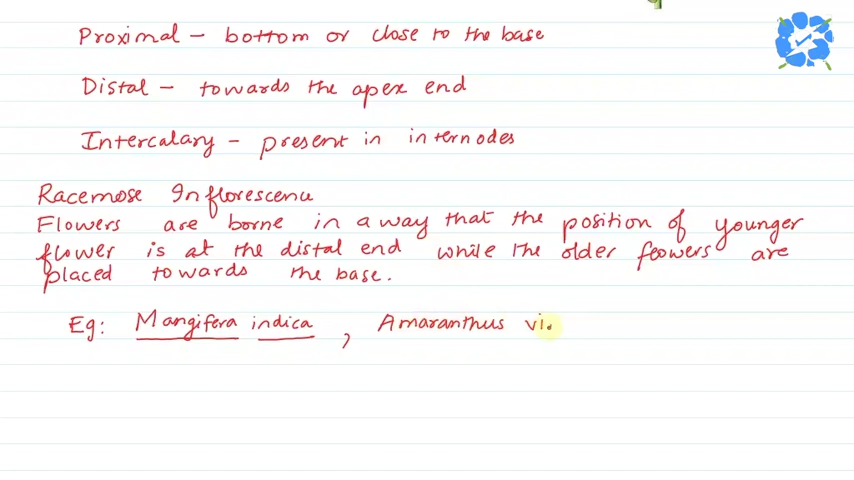 Proximal - bottom or close to the base
Distal - towards the apex end
Intercalary - present in internodes
Racemose Inflorescence
Flowers are borne in a way that the position of younger
flower is at the distal end while the older flowers are
placed towards the base.
Eg: Mangifera indica, Amaranthus vi